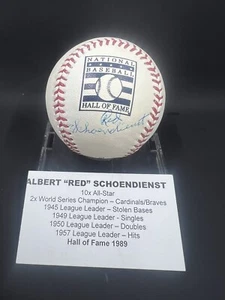 NATIONAL
BASEBALL
HALL OF FAME
Red
Schoendienst
ALBERT “RED” SCHOENDIENST
10x All-Star
2x World Series Champion – Cardinals/Braves
1945 League Leader – Stolen Bases
1949 League Leader - Singles
1950 League Leader – Doubles
1957 League Leader – Hits
Hall of Fame 1989